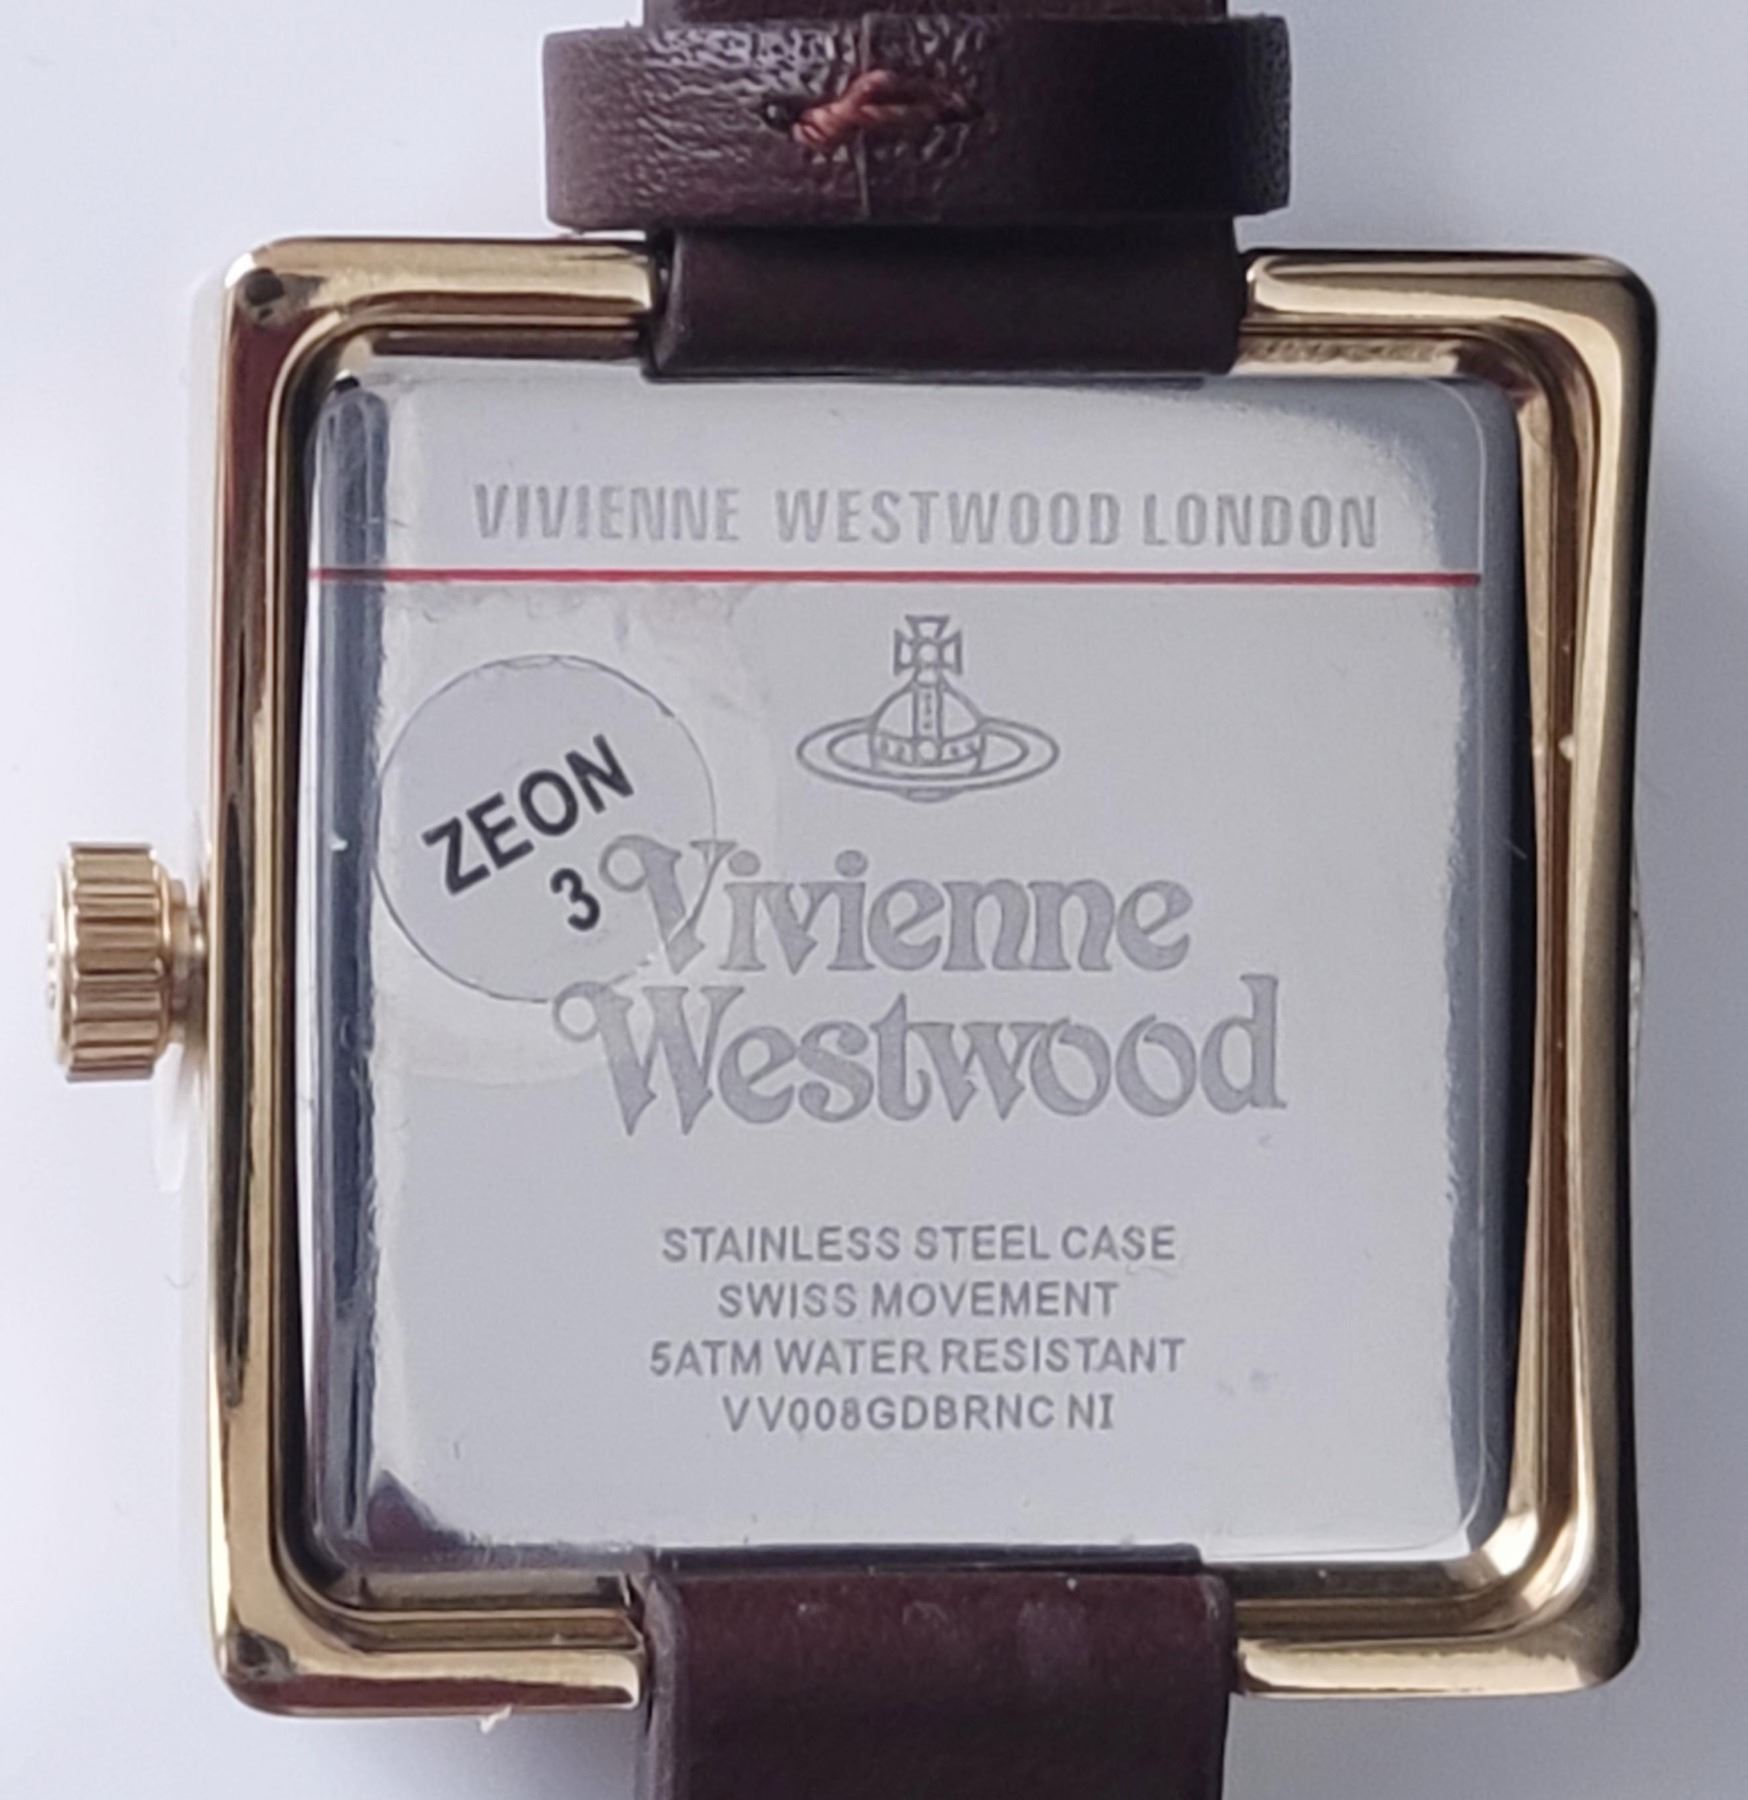 VIVIENNE WESTWOOD LONDON
ZEON
3
Vivienne
Westwood
STAINLESS STEEL CASE
SWISS MOVEMENT
5ATM WATER RESISTANT
VV008GDBRNC NI